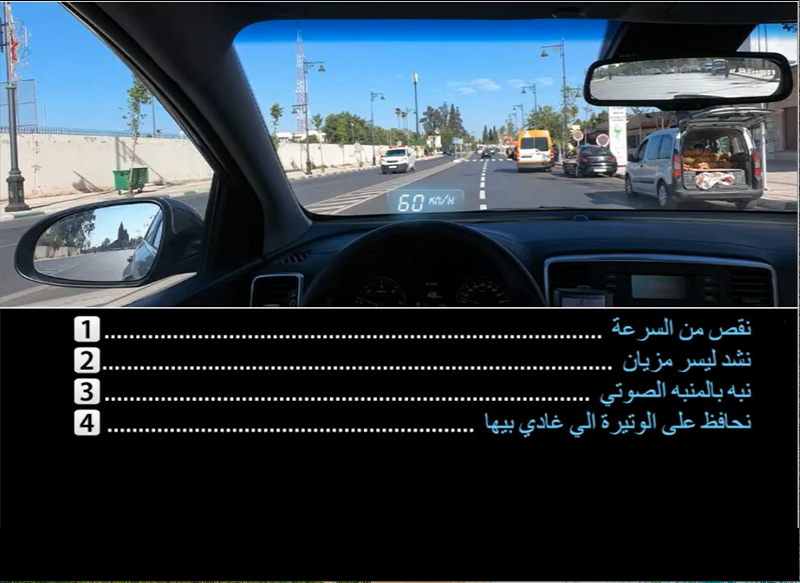 60 KM/H
نقص من السرعة ........ 1
نشد ليسر مزيان ........ 2
نبه بالمنبه الصوتي ........ 3
نحافظ على الوتيرة الي غادي بيها ........ 4